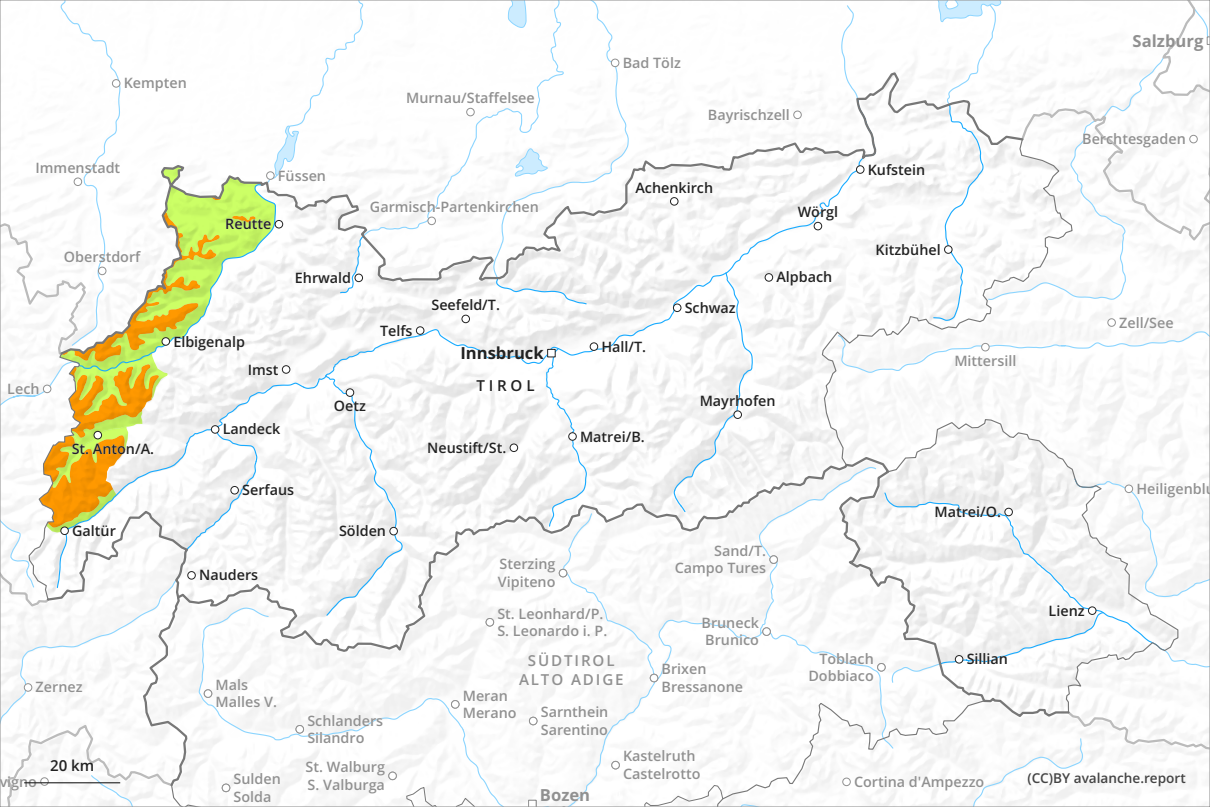 Salzburg
Kempten
Bad Tölz
Murnau/Staffelsee
Bayrischzell
Berchtesgaden
Immenstadt
Füssen
Kufstein
Achenkirch
Garmisch-Partenkirchen
Wörgl
Reutte
Kitzbühel
Oberstdorf
Ehrwald
Alpbach
Seefeld/T.
Schwaz
Zell/See
Telfs
Elbigenalp
Innsbruck
Hall/T.
Mittersill
Imst
TIROL
Lech
Oetz
Mayrhofen
Landeck
Matrei/B.
St. Anton/A.
Neustift/St.
Serfaus
Heiligenblu
Matrei/O.
Galtür
Sölden
Sand/T.
Campo Tures
Sterzing
Vipiteno
Nauders
St. Leonhard/P.
S. Leonardo i. P.
Lienz
Bruneck
Brunico
SÜDTIROL
ALTO ADIGE
Sillian
Toblach
Dobbiaco
Brixen
Bressanone
Zernez
Mals
Malles V.
Meran
Merano
Sarnthein
Sarentino
Schlanders
Silandro
Kastelruth
Castelrotto
St. Walburg
S. Valburga
20 km
vigno
Sulden
Solda
Cortina d'Ampezzo
(CC)BY avalanche.report
Bozen